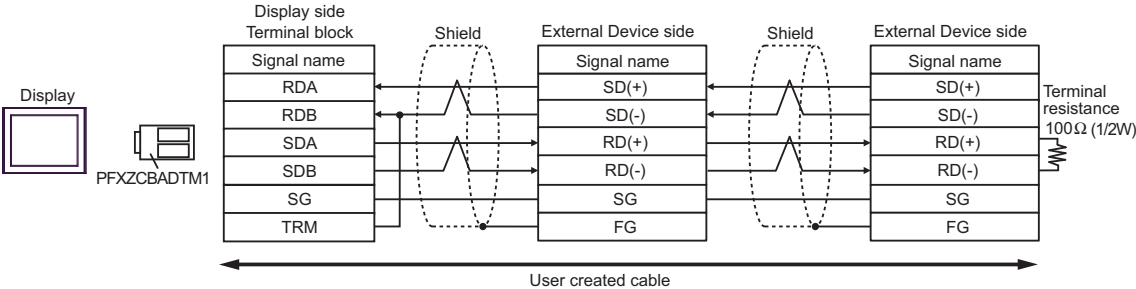 Display side
Terminal block
Shield
External Device side
Shield
External Device side
Signal name
Signal name
Signal name
RDA
SD(+)
SD(+)
Terminal
resistance
100Ω (1/2W)
Display
RDB
SD(-)
SD(-)
SDA
RD(+)
RD(+)
PFXZCBADTM1
SDB
RD(-)
RD(-)
SG
SG
SG
TRM
FG
FG
User created cable